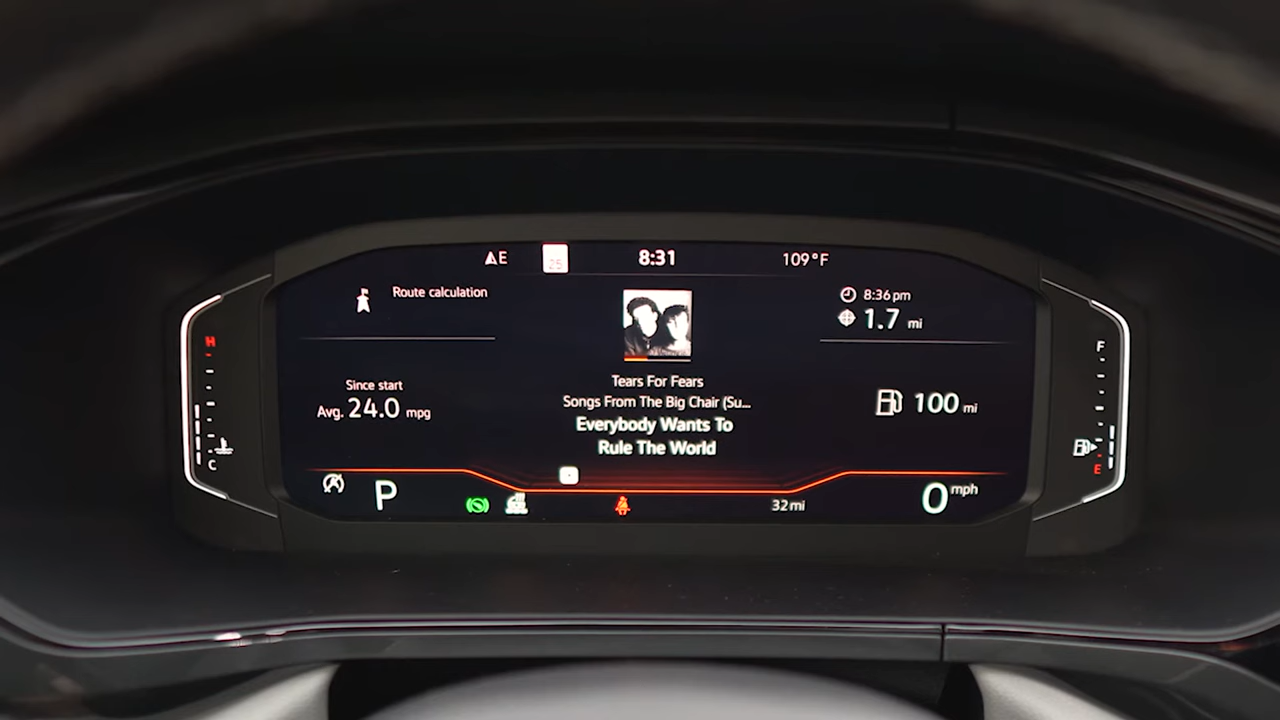 E
25
8:31
109°F
Route calculation
8:36 pm
1.7 mi
Since start
Avg. 24.0 mpg
Tears For Fears
Songs From The Big Chair (Su...
Everybody Wants To
Rule The World
100 mi
H
C
F
E
P
32 mi
0 mph